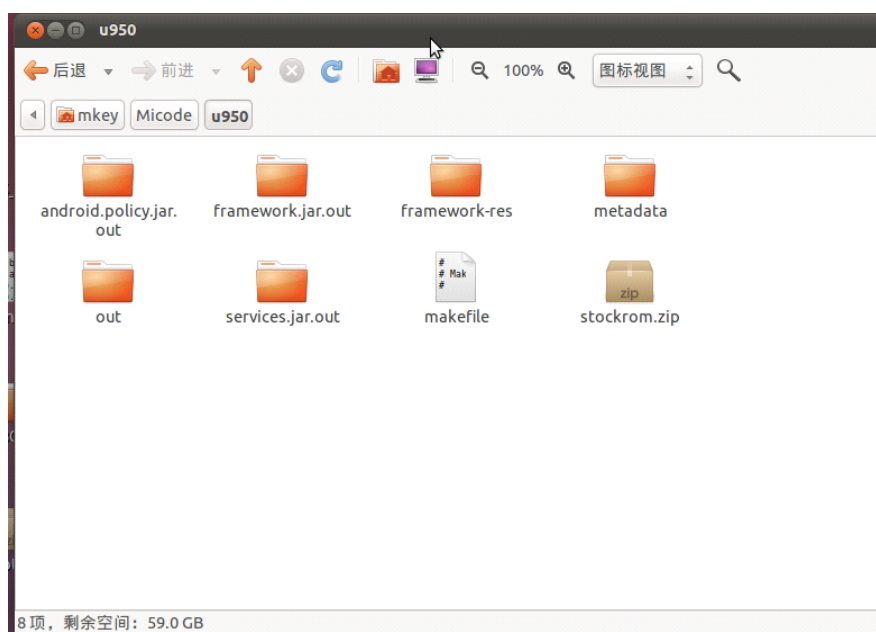 u950
后退 前进 100% 图标视图
mkey Micode u950
android.policy.jar.
out
framework.jar.out
framework-res
metadata
out
services.jar.out
#
# Mak
#
makefile
zip
stockrom.zip
8 项，剩余空间：59.0 GB